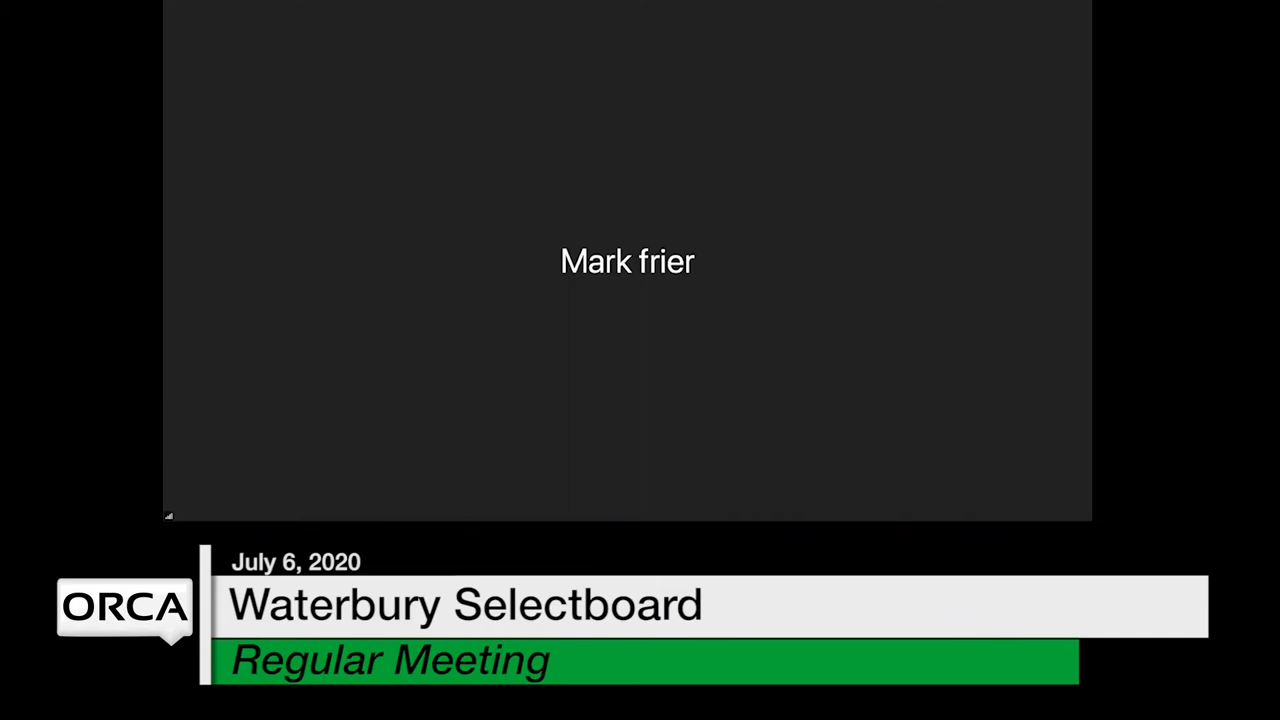 Mark frier
July 6, 2020
ORCA
Waterbury Selectboard
Regular Meeting